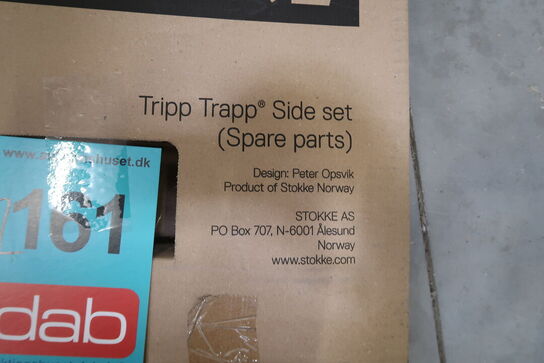 Tripp Trapp® Side set
(Spare parts)
Design: Peter Opsvik
Product of Stokke Norway
STOKKE AS
PO Box 707, N-6001 Ålesund
Norway
www.stokke.com
161
dab